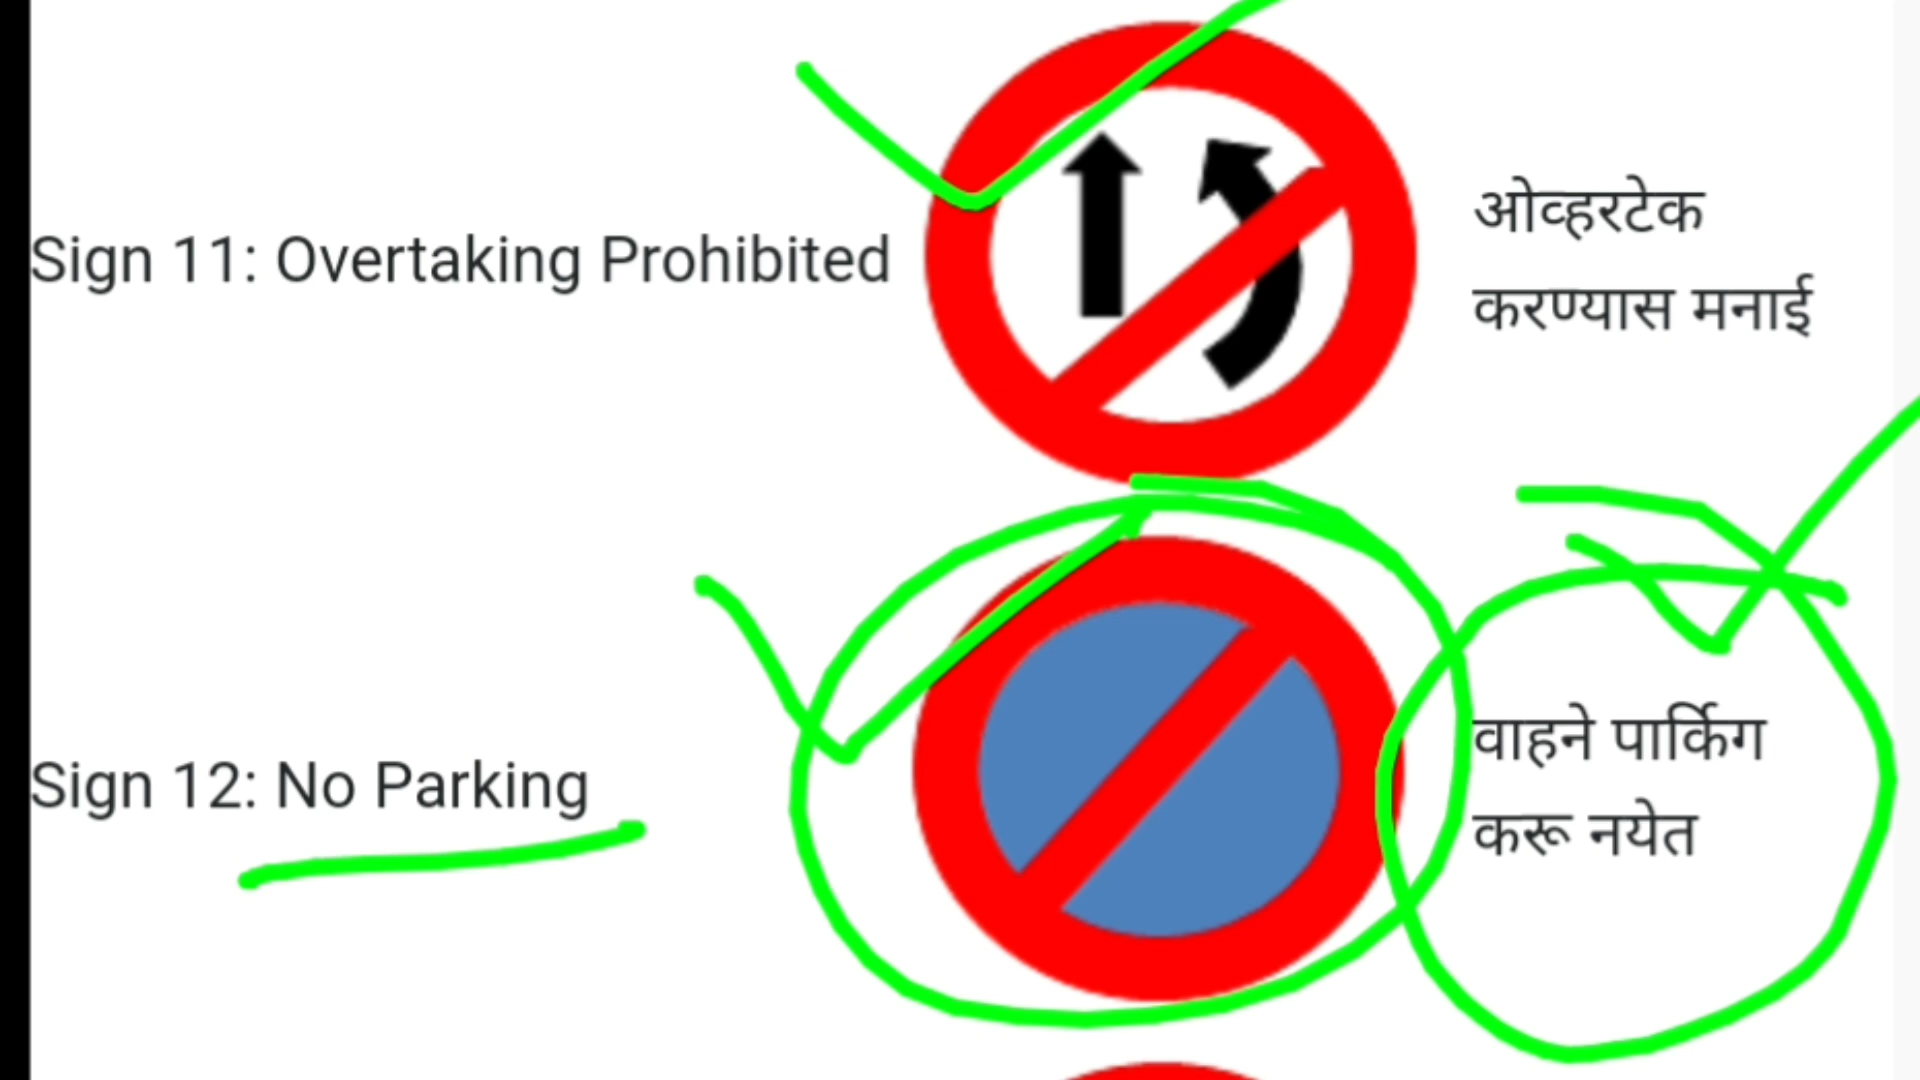 Sign 11: Overtaking Prohibited
ओव्हरटेक
करण्यास मनाई
Sign 12: No Parking
वाहने पार्किग
करू नयेत